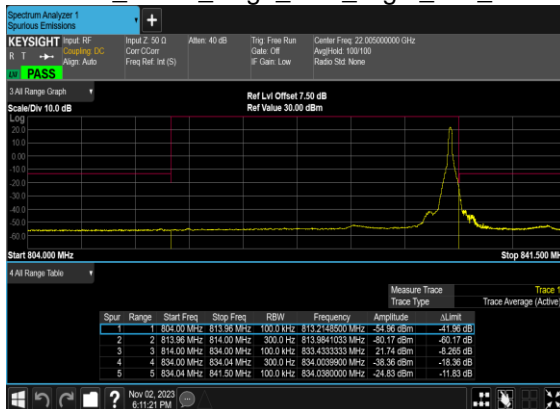 Spectrum Analyzer 1
Spurious Emissions
KEYSIGHT Input: RF Input Z: 50 Ω Atten: 40 dB Trig: Free Run Center Freq: 22.005000000 GHz
R T Coupling: DC Corr CCorr Gate: Off Avg|Hold: 100/100
Align: Auto Freq Ref: Int (S) IF Gain: Low Radio Std: None
PASS
3 All Range Graph
Ref Lvl Offset 7.50 dB
Scale/Div 10.0 dB Ref Value 30.00 dBm
Log
20.0
10.0
0.00
-10.0
-20.0
-30.0
-40.0
-50.0
-60.0
Start 804.000 MHz Stop 841.500 MH
4 All Range Table
Measure Trace Trace 1
Trace Type Trace Average (Active)
Spur Range Start Freq Stop Freq RBW Frequency Amplitude ΔLimit
1 1 804.00 MHz 813.96 MHz 100.0 kHz 813.2148500 MHz -54.96 dBm -41.96 dB
2 2 813.96 MHz 814.00 MHz 300.0 Hz 813.9841033 MHz -80.17 dBm -60.17 dB
3 3 814.00 MHz 834.00 MHz 100.0 kHz 833.4333333 MHz 21.74 dBm -8.265 dB
4 4 834.00 MHz 834.04 MHz 300.0 Hz 834.0039900 MHz -38.36 dBm -18.36 dB
5 5 834.04 MHz 841.50 MHz 100.0 kHz 834.0380000 MHz -24.83 dBm -11.83 dB
Nov 02, 2023
6:11:21 PM